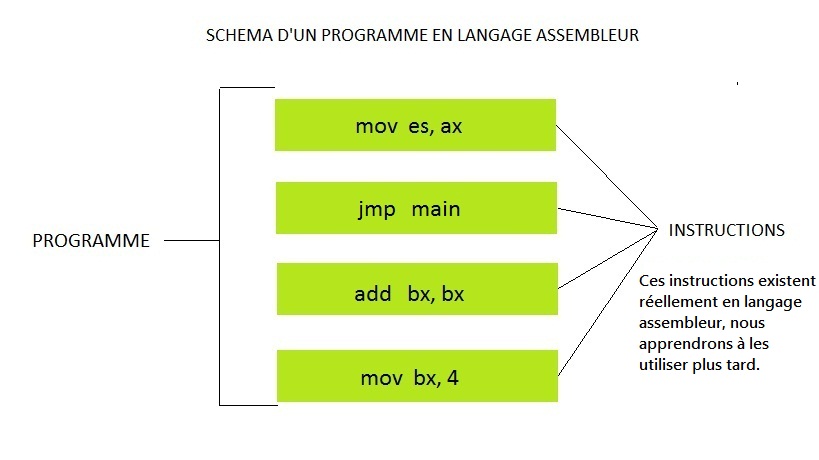 SCHEMA D'UN PROGRAMME EN LANGAGE ASSEMBLEUR
mov es, ax
jmp main
PROGRAMME
INSTRUCTIONS
add bx, bx
mov bx, 4
Ces instructions existent
réellement en langage
assembleur, nous
apprendrons à les
utiliser plus tard.